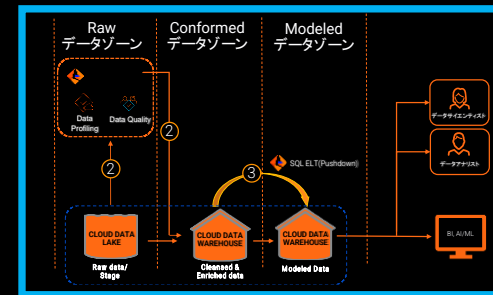 Raw
データゾーン
Conformed
データゾーン
Modeled
データゾーン
Data
Profiling
Data Quality
②
②
③
SQL ELT(Pushdown)
データサイエンティスト
データアナリスト
CLOUD DATA
LAKE
CLOUD DATA
WAREHOUSE
CLOUD DATA
WAREHOUSE
BI, AI/ML
Raw data/
Stage
Cleansed &
Enriched data
Modeled Data